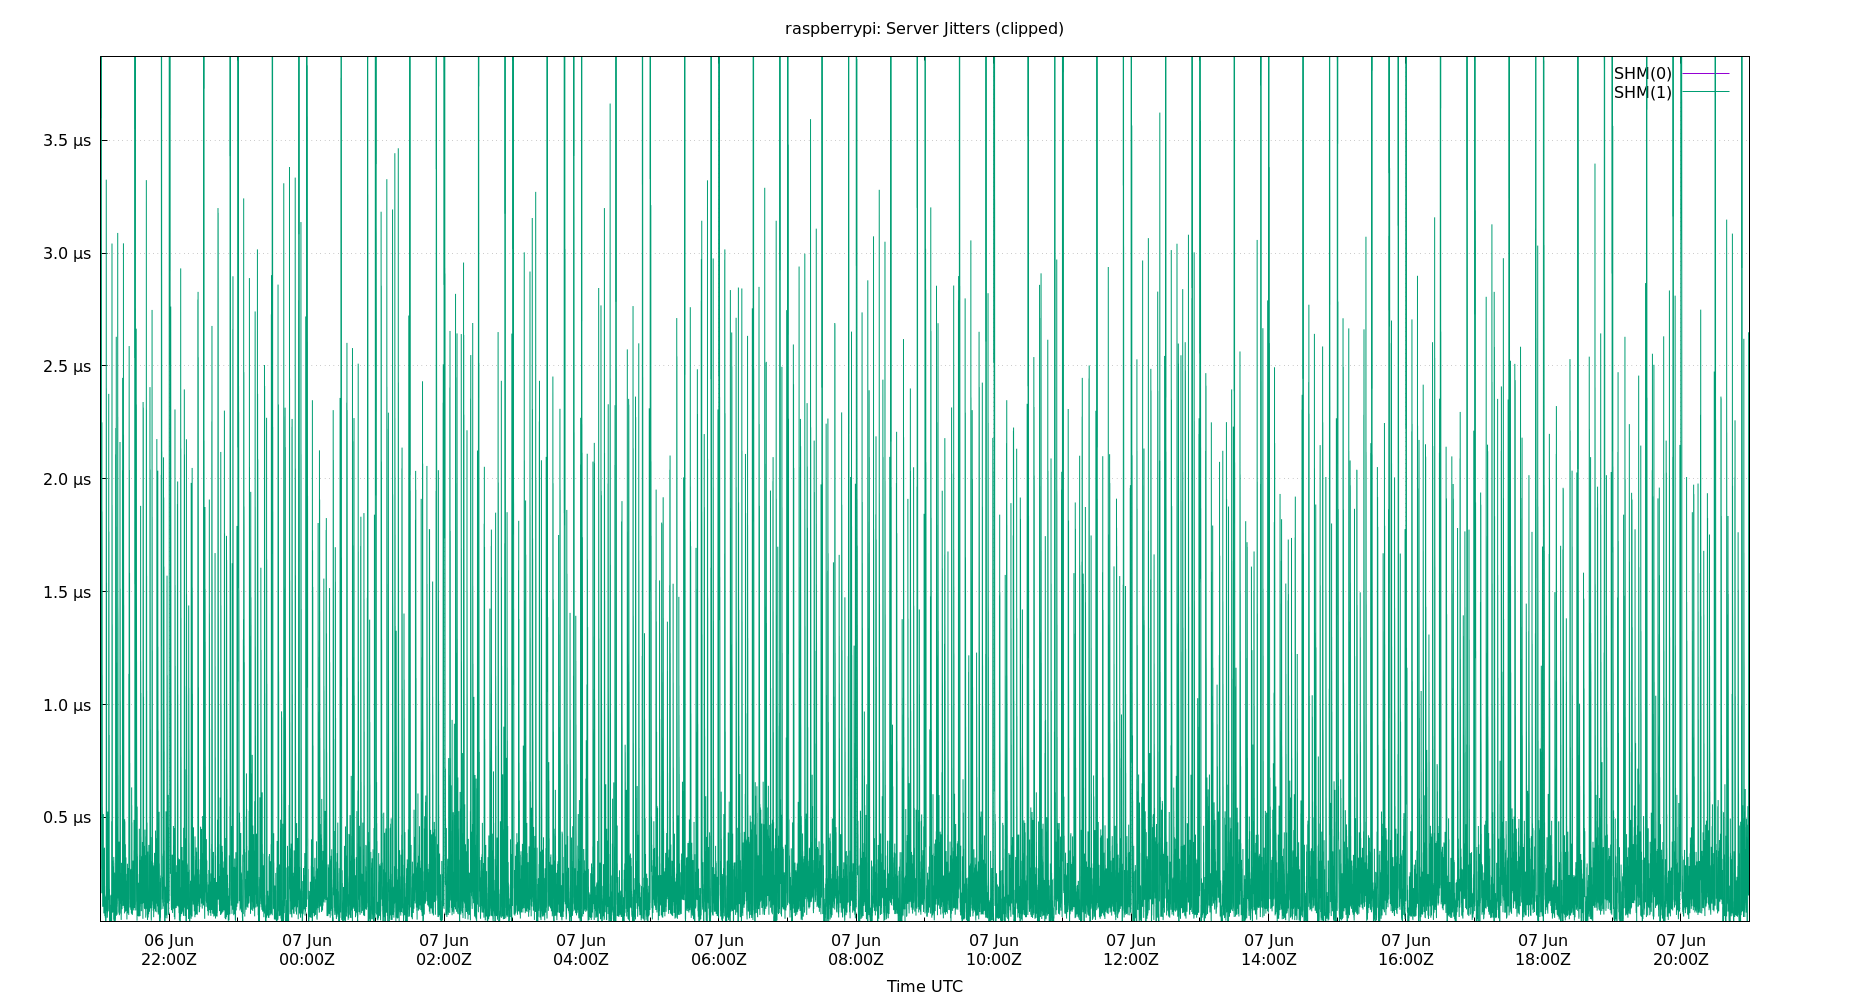 raspberrypi: Server Jitters (clipped)
SHM(0)
SHM(1)
3.5 µs
3.0 µs
2.5 µs
2.0 µs
1.5 µs
1.0 µs
0.5 µs
06 Jun 07 Jun 07 Jun 07 Jun 07 Jun 07 Jun 07 Jun 07 Jun 07 Jun 07 Jun 07 Jun 07 Jun
22:00Z 00:00Z 02:00Z 04:00Z 06:00Z 08:00Z 10:00Z 12:00Z 14:00Z 16:00Z 18:00Z 20:00Z
Time UTC